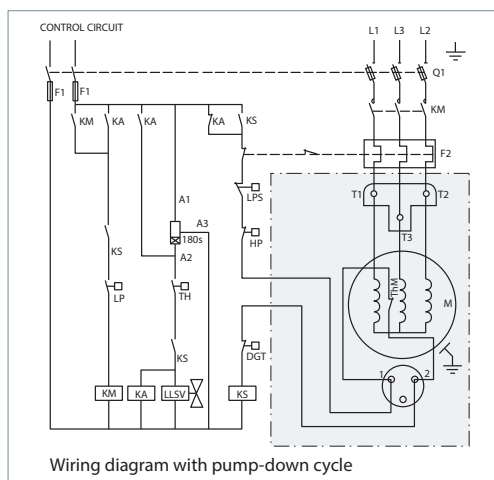 CONTROL CIRCUIT
L1 L3 L2
Q1
F1 F1
KM KA KA KA KS
KM
F2
A1
LPS
T1 T2
A3
180s
HP
T3
KS
A2
ThM
LP
TH
M
KS
DGT
1 2
KM KA LLSV KS
Wiring diagram with pump-down cycle